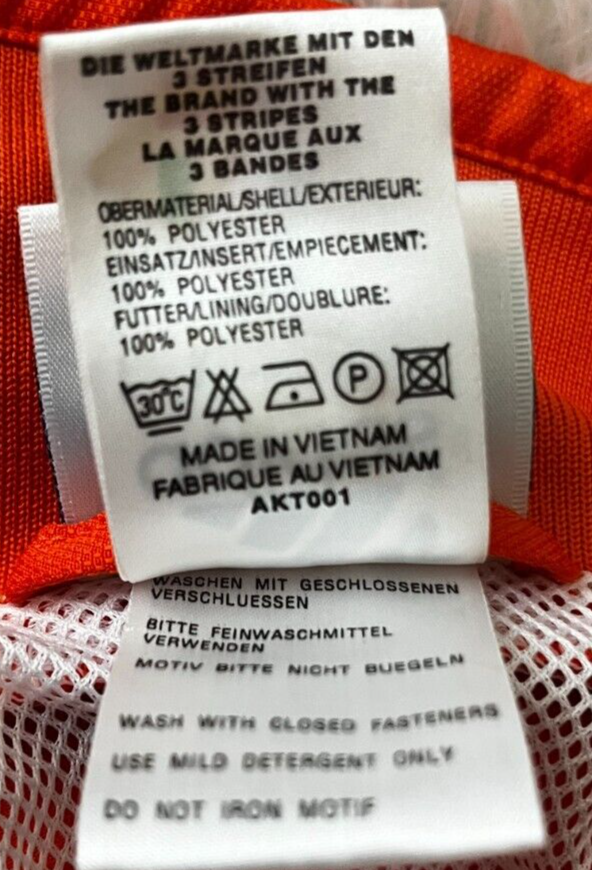 DIE WELTMARKE MIT DEN
3 STREIFEN
THE BRAND WITH THE
3 STRIPES
LA MARQUE AUX
3 BANDES
OBERMATERIAL/SHELL/EXTERIEUR:
100% POLYESTER
EINSATZ/INSERT/EMPIECEMENT:
100% POLYESTER
FUTTER/LINING/DOUBLURE:
100% POLYESTER
30°C P
MADE IN VIETNAM
FABRIQUE AU VIETNAM
AKT001
WASCHEN MIT GESCHLOSSENEN
VERSCHLUESSEN
BITTE FEINWASCHMITTEL
VERWENDEN
MOTIV BITTE NICHT BUEGELN
WASH WITH CLOSED FASTENERS
USE MILD DETERGENT ONLY
DO NOT IRON MOTIF